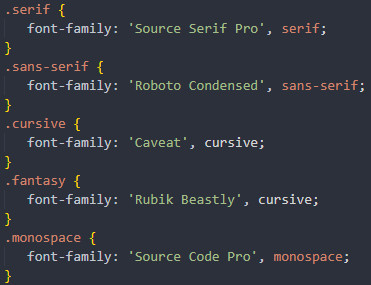 .serif {
   font-family: 'Source Serif Pro', serif;
}
.sans-serif {
   font-family: 'Roboto Condensed', sans-serif;
}
.cursive {
   font-family: 'Caveat', cursive;
}
.fantasy {
   font-family: 'Rubik Beastly', cursive;
}
.monospace {
   font-family: 'Source Code Pro', monospace;
}